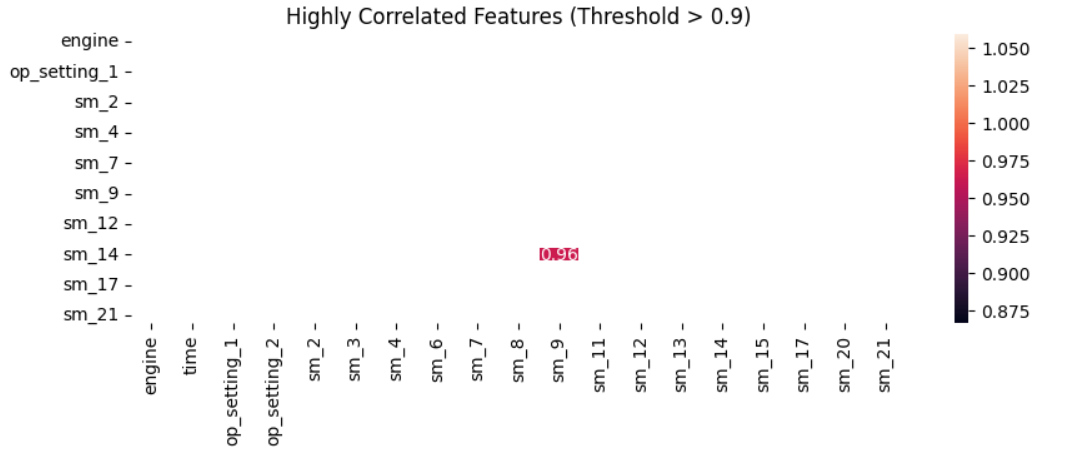 Highly Correlated Features (Threshold > 0.9)
engine
op_setting_1
sm_2
sm_4
sm_7
sm_9
sm_12
sm_14
sm_17
sm_21
0.96
engine
time
op_setting_1
op_setting_2
sm_2
sm_3
sm_4
sm_6
sm_7
sm_8
sm_9
sm_11
sm_12
sm_13
sm_14
sm_15
sm_17
sm_20
sm_21
1.050
1.025
1.000
0.975
0.950
0.925
0.900
0.875